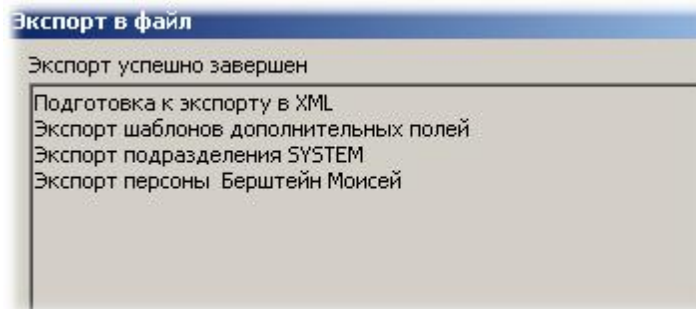 Экспорт в файл
Экспорт успешно завершен
Подготовка к экспорту в XML
Экспорт шаблонов дополнительных полей
Экспорт подразделения SYSTEM
Экспорт персоны Берштейн Моисей